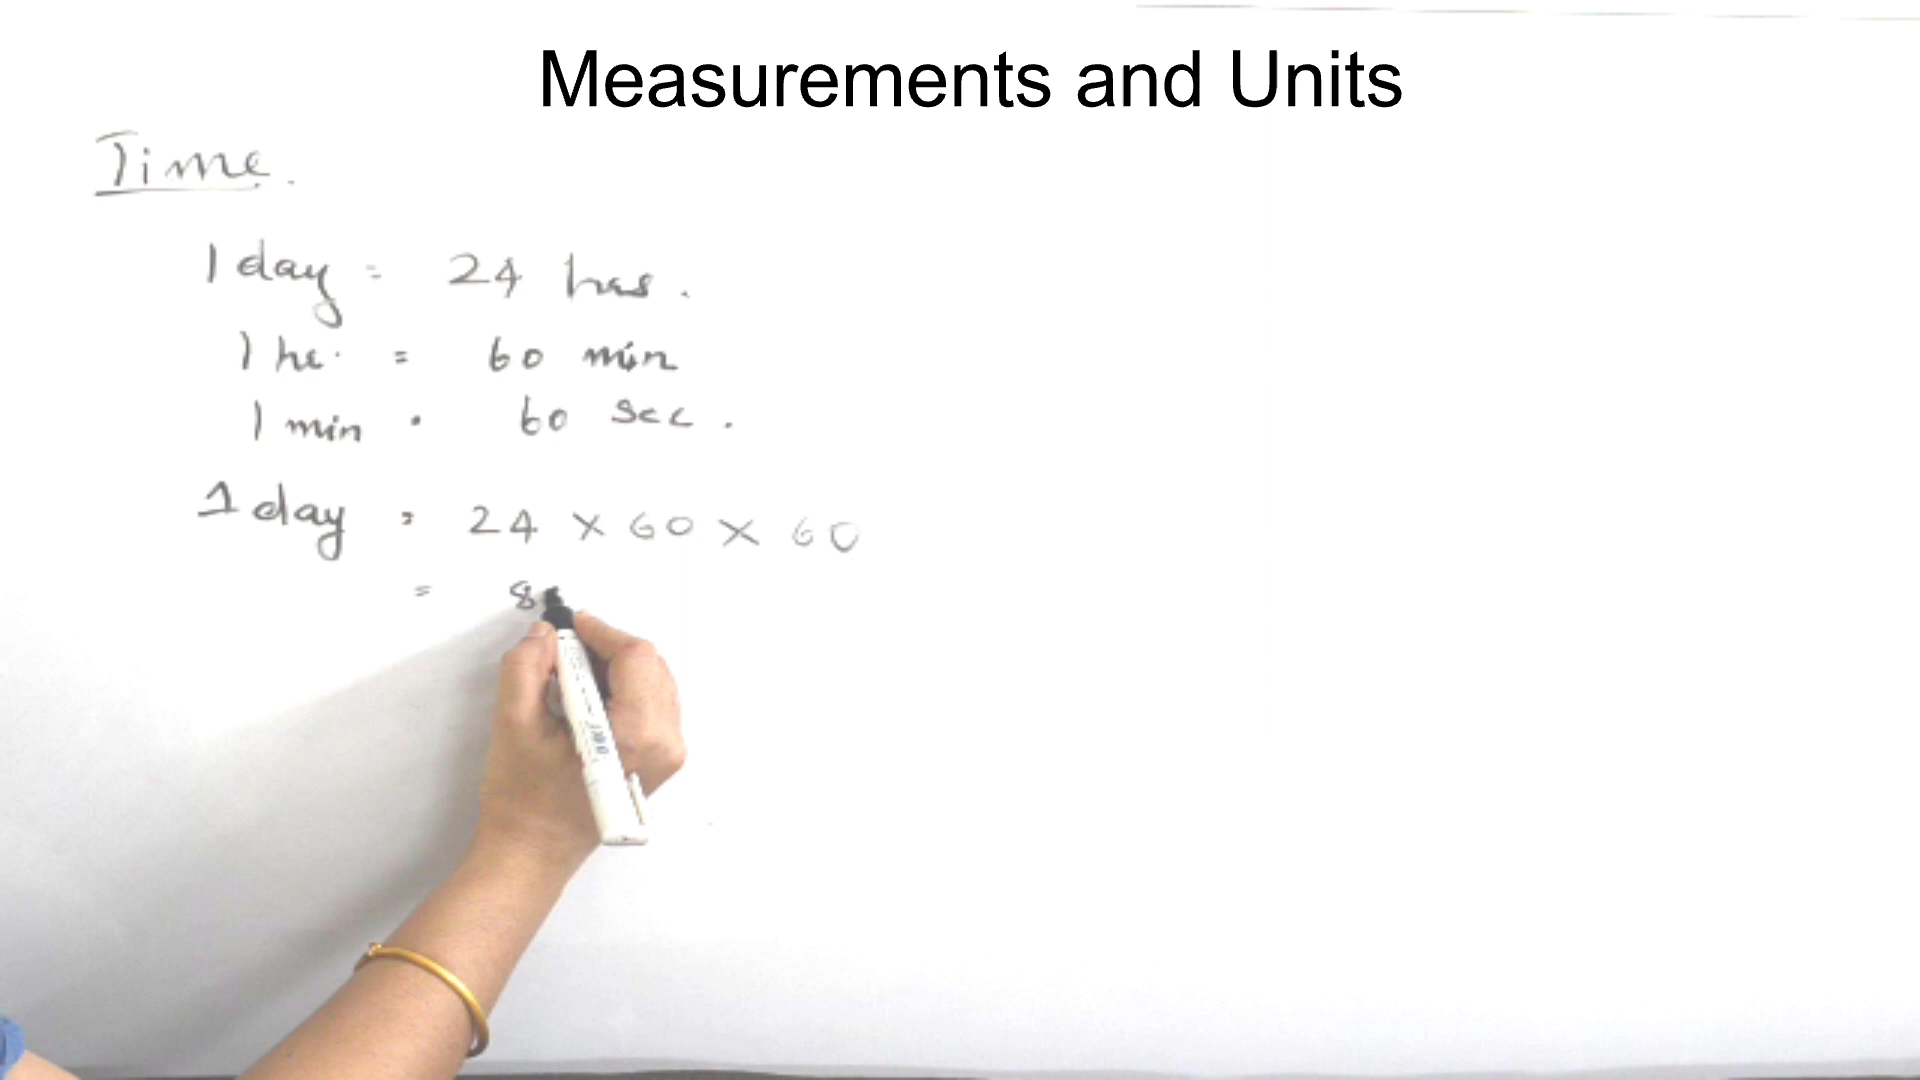 Measurements and Units
Time.
1 day = 24 hrs.
1 hr. = 60 min
1 min = 60 sec.
1 day = 24 × 60 × 60
= 8